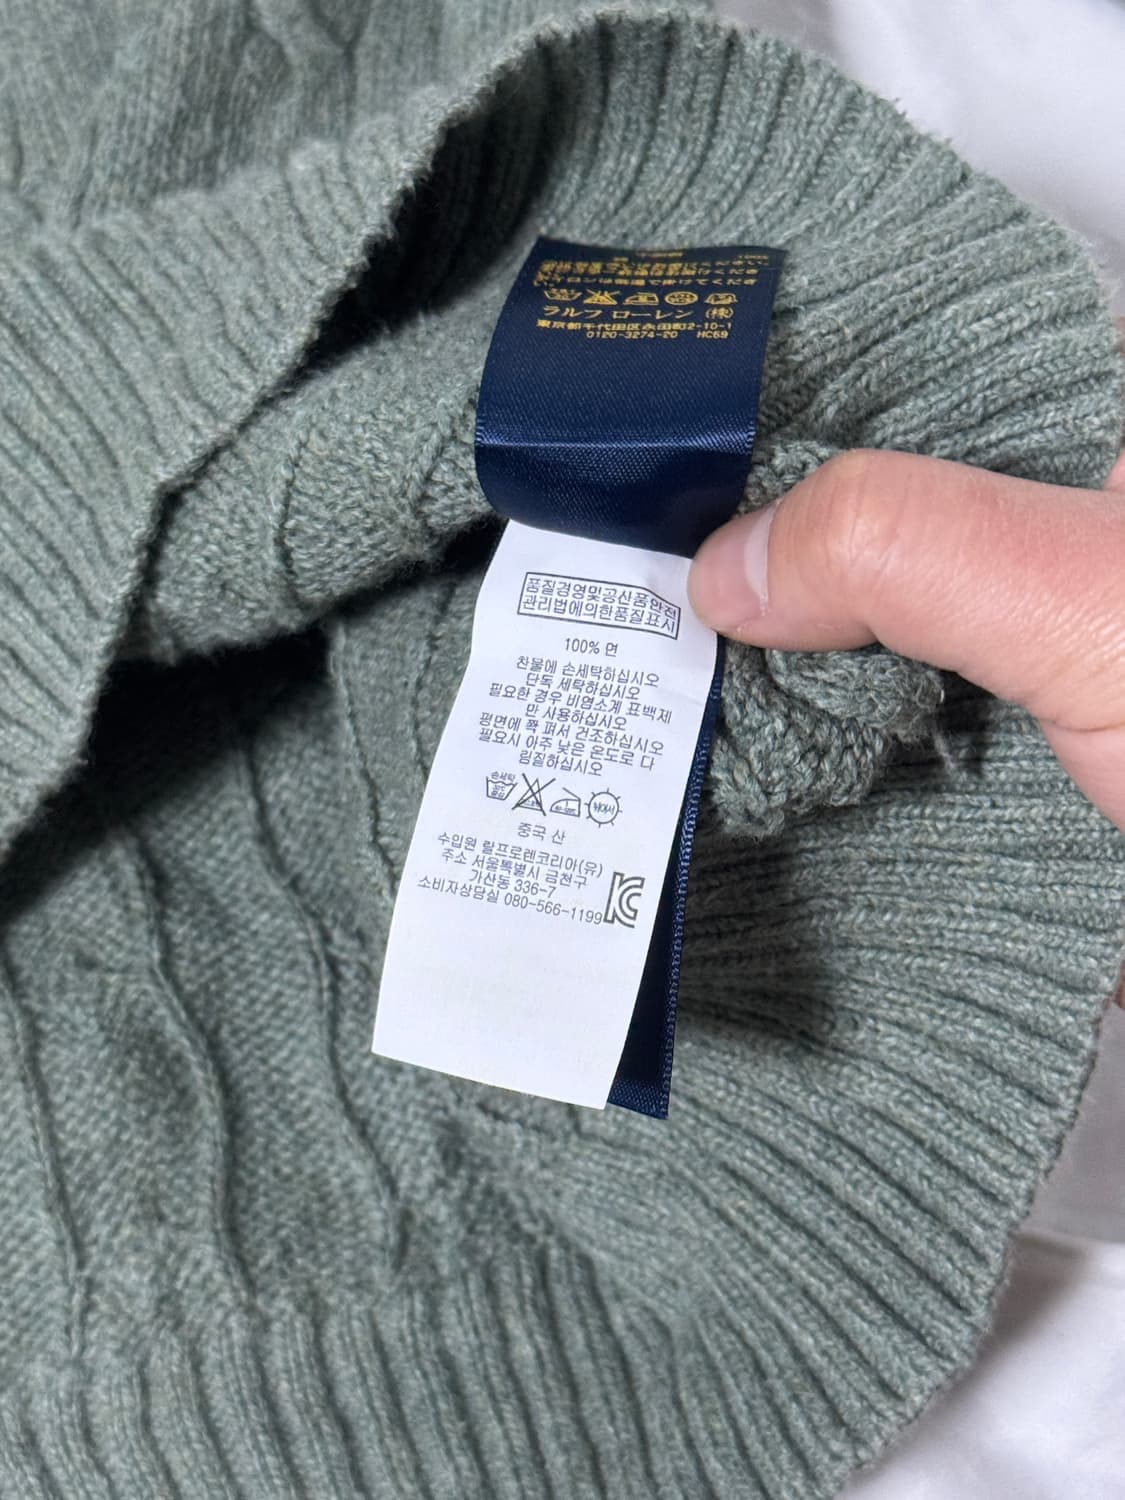 ラルフ ローレン (株)
東京都千代田区永田町2-10-1
0120-3274-20 HC59
품질경영및공산품안전
관리법에의한품질표시
100% 면
찬물에 손세탁하십시오
단독 세탁하십시오
필요한 경우 비염소계 표백제
만 사용하십시오
평면에 쫙 펴서 건조하십시오
필요시 아주 낮은 온도로 다
림질하십시오
손세탁
뉘어서
중국 산
수입원 랄프로렌코리아(유)
주소 서울특별시 금천구
가산동 336-7
소비자상담실 080-566-1199